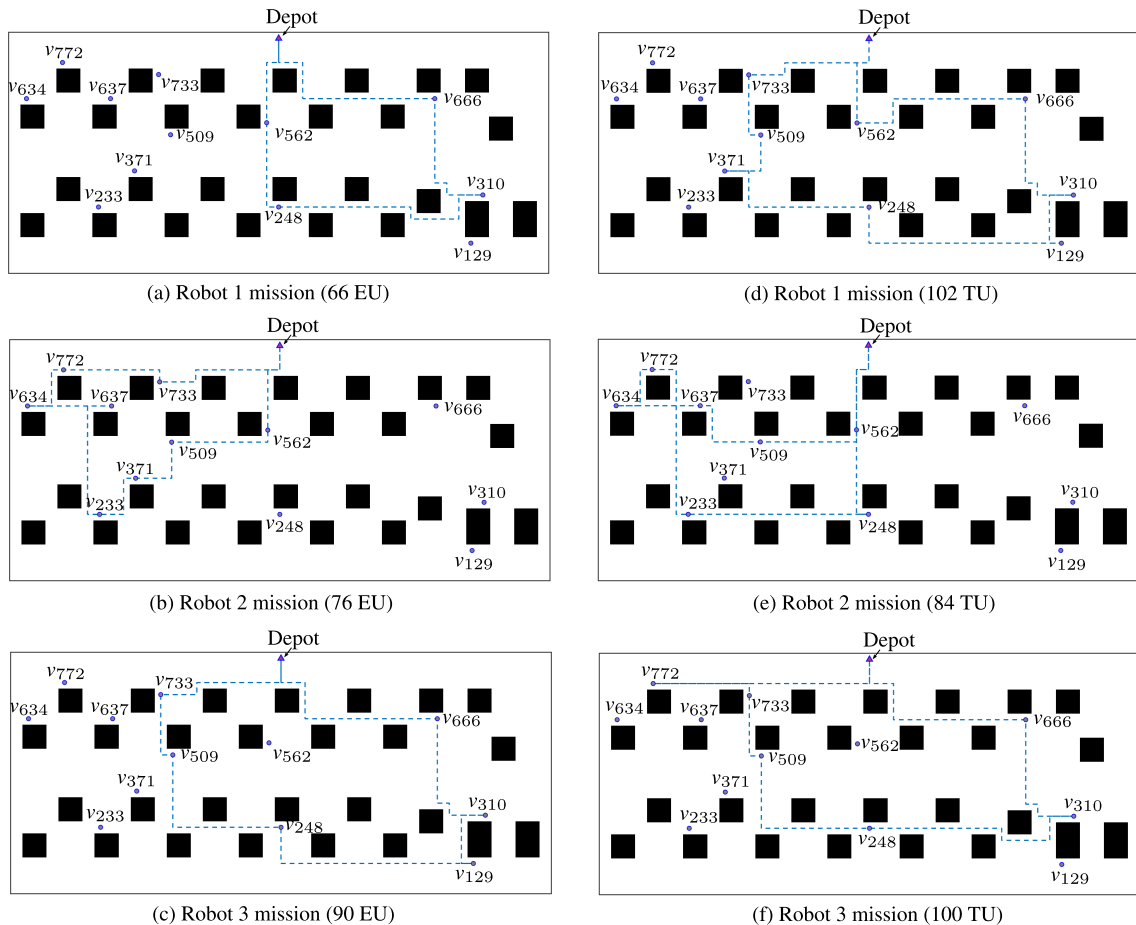 Depot
v772
v733
v634
v637
v666
v562
v509
v371
v310
v233
v248
v129
(a) Robot 1 mission (66 EU)
Depot
v772
v733
v634
v637
v666
v562
v509
v371
v310
v233
v248
v129
(d) Robot 1 mission (102 TU)
Depot
v772
v733
v634
v637
v666
v562
v509
v371
v310
v233
v248
v129
(b) Robot 2 mission (76 EU)
Depot
v772
v733
v634
v637
v666
v562
v509
v371
v310
v233
v248
v129
(e) Robot 2 mission (84 TU)
Depot
v772
v733
v634
v637
v666
v562
v509
v371
v310
v233
v248
v129
(c) Robot 3 mission (90 EU)
Depot
v772
v733
v634
v637
v666
v562
v509
v371
v310
v233
v248
v129
(f) Robot 3 mission (100 TU)